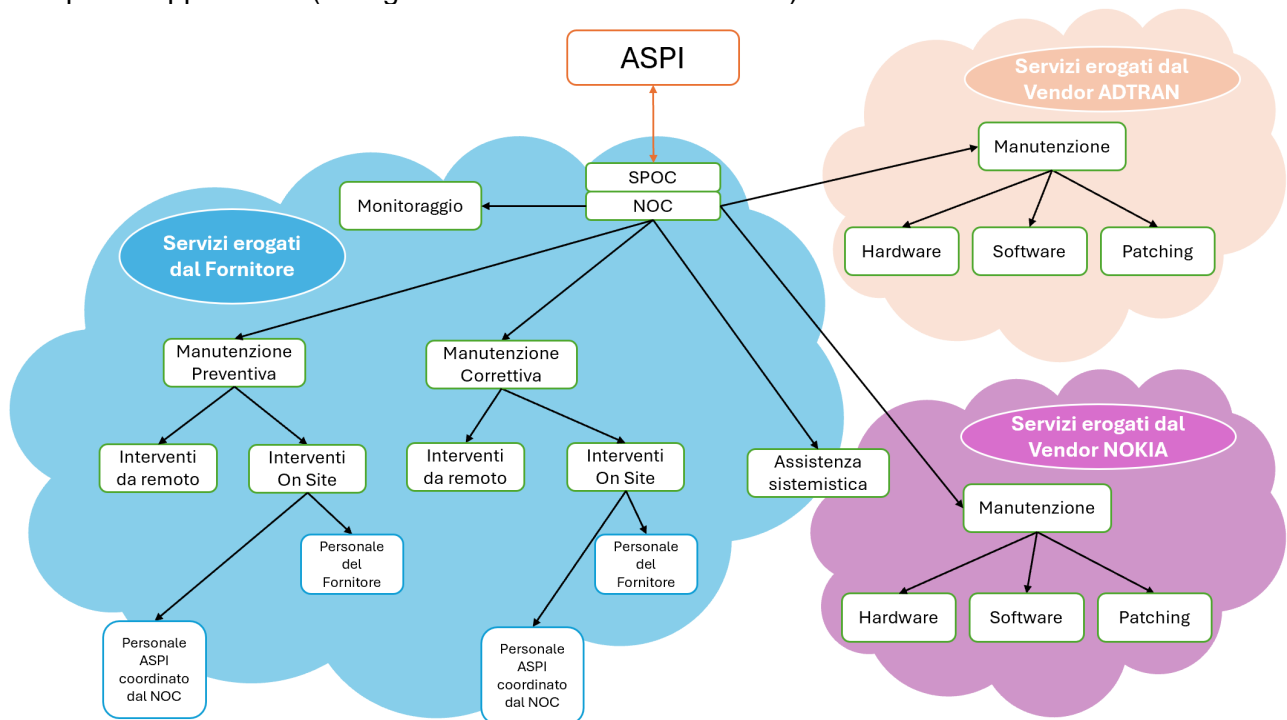 ASPI
SPOC
NOC
Monitoraggio
Servizi erogati
dal Fornitore
Manutenzione
Preventiva
Manutenzione
Correttiva
Interventi
da remoto
Interventi
On Site
Interventi
da remoto
Interventi
On Site
Assistenza
sistemistica
Personale
del
Fornitore
Personale
del
Fornitore
Personale
ASPI
coordinato
dal NOC
Personale
ASPI
coordinato
dal NOC
Servizi erogati dal
Vendor ADTRAN
Manutenzione
Hardware
Software
Patching
Servizi erogati dal
Vendor NOKIA
Manutenzione
Hardware
Software
Patching